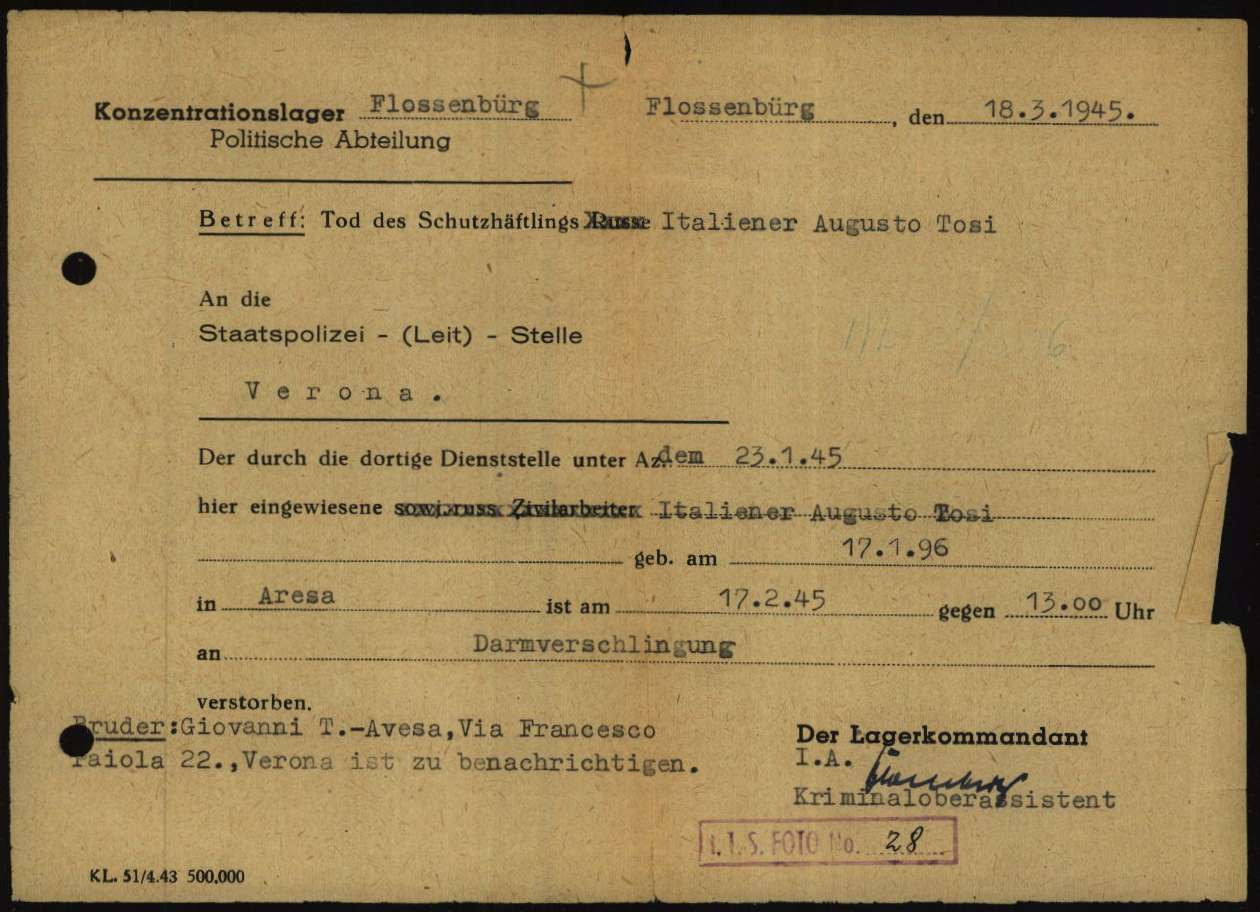 Konzentrationslager Flossenbürg Flossenbürg, den 18.3.1945.
Politische Abteilung
Betreff: Tod des Schutzhäftlings Russe Italiener Augusto Tosi
An die
Staatspolizei - (Leit) - Stelle
Verona.
Der durch die dortige Dienststelle unter Az. dem 23.1.45
hier eingewiesene sowj.russ. Zivilarbeiter Italiener Augusto Tosi
geb. am 17.1.96
in Aresa ist am 17.2.45 gegen 13.00 Uhr
an Darmverschlingung
verstorben.
Bruder:Giovanni T.-Avesa,Via Francesco
22.,Verona ist zu benachrichtigen.
Der Lagerkommandant
I.A.
Kriminaloberassistent
I.T.S. FOTO No. 28
KL. 51/4.43 500.000